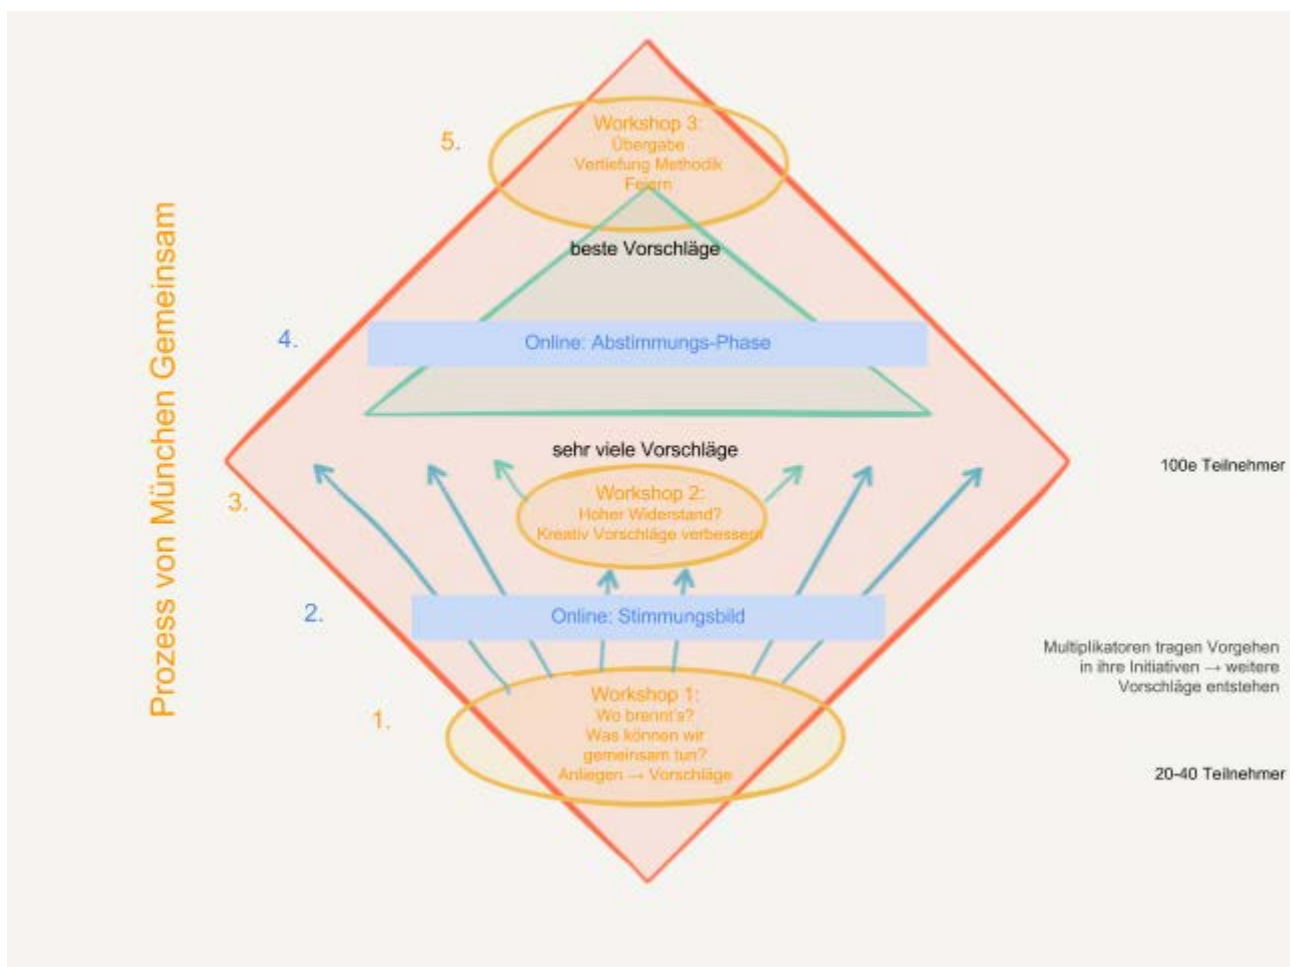 Prozess von München Gemeinsam
5.
Workshop 3:
Übergabe
Vertiefung Methodik
Feiern
beste Vorschläge
4.
Online: Abstimmungs-Phase
sehr viele Vorschläge
100e Teilnehmer
3.
Workshop 2:
Hoher Widerstand?
Kreativ Vorschläge verbessern
2.
Online: Stimmungsbild
Multiplikatoren tragen Vorgehen
in ihre Initiativen → weitere
Vorschläge entstehen
1.
Workshop 1:
Wo brennt's?
Was können wir
gemeinsam tun?
Anliegen → Vorschläge
20-40 Teilnehmer